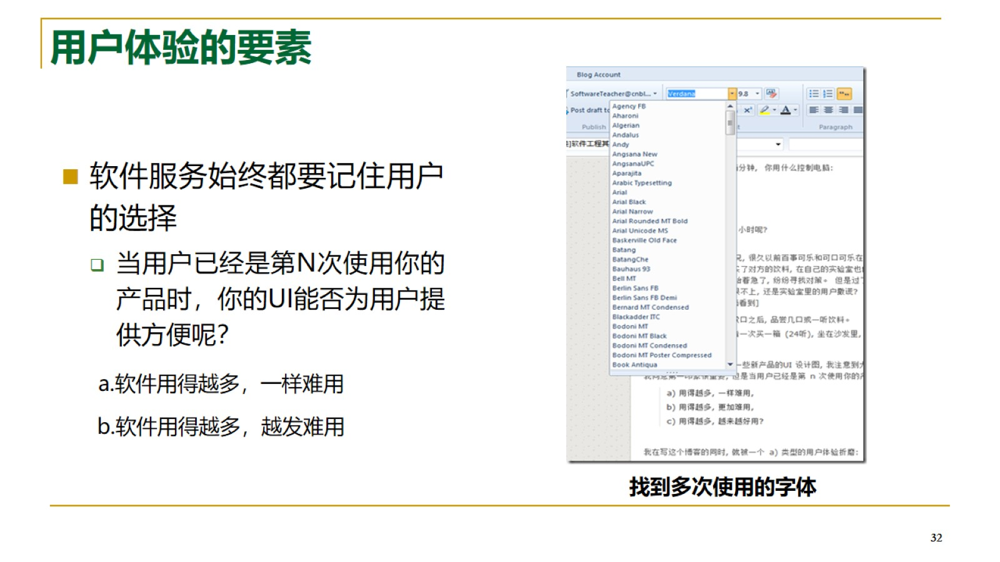 用户体验的要素
软件服务始终都要记住用户
的选择
当用户已经是第N次使用你的
产品时，你的UI能否为用户提
供方便呢？
a.软件用得越多，一样难用
b.软件用得越多，越发难用
Blog Account
SoftwareTeacher@cnbl...
Verdana
9.8
Post draft to
Publish
Paragraph
]软件工程其
Agency FB
Aharoni
Algerian
Andalus
Andy
Angsana New
AngsanaUPC
Aparajita
Arabic Typesetting
Arial
Arial Black
Arial Narrow
Arial Rounded MT Bold
Arial Unicode MS
Baskerville Old Face
Batang
BatangChe
Bauhaus 93
Bell MT
Berlin Sans FB
Berlin Sans FB Demi
Bernard MT Condensed
Blackadder ITC
Bodoni MT
Bodoni MT Black
Bodoni MT Condensed
Bodoni MT Poster Compressed
Book Antiqua
分钟，你用什么控制电脑：
小时呢？
很久以前百事可乐和可口可乐在
了对方的饮料，在自己的实验室也
着急了，纷纷寻找对策。但是过
不上，还是实验室里的用户撒谎？
看到]
口之后，品尝几口或一听饮料。
一次买一箱 (24听)，坐在沙发里，
一些新产品的UI 设计图，我注意到
我同意第一印象很重要，但是当用户已经是第 n 次使用你的
a) 用得越多，一样难用，
b) 用得越多，更加难用，
c) 用得越多，越来越好用？
我在写这个博客的同时，就被一个 a) 类型的用户体验折磨：
找到多次使用的字体
32